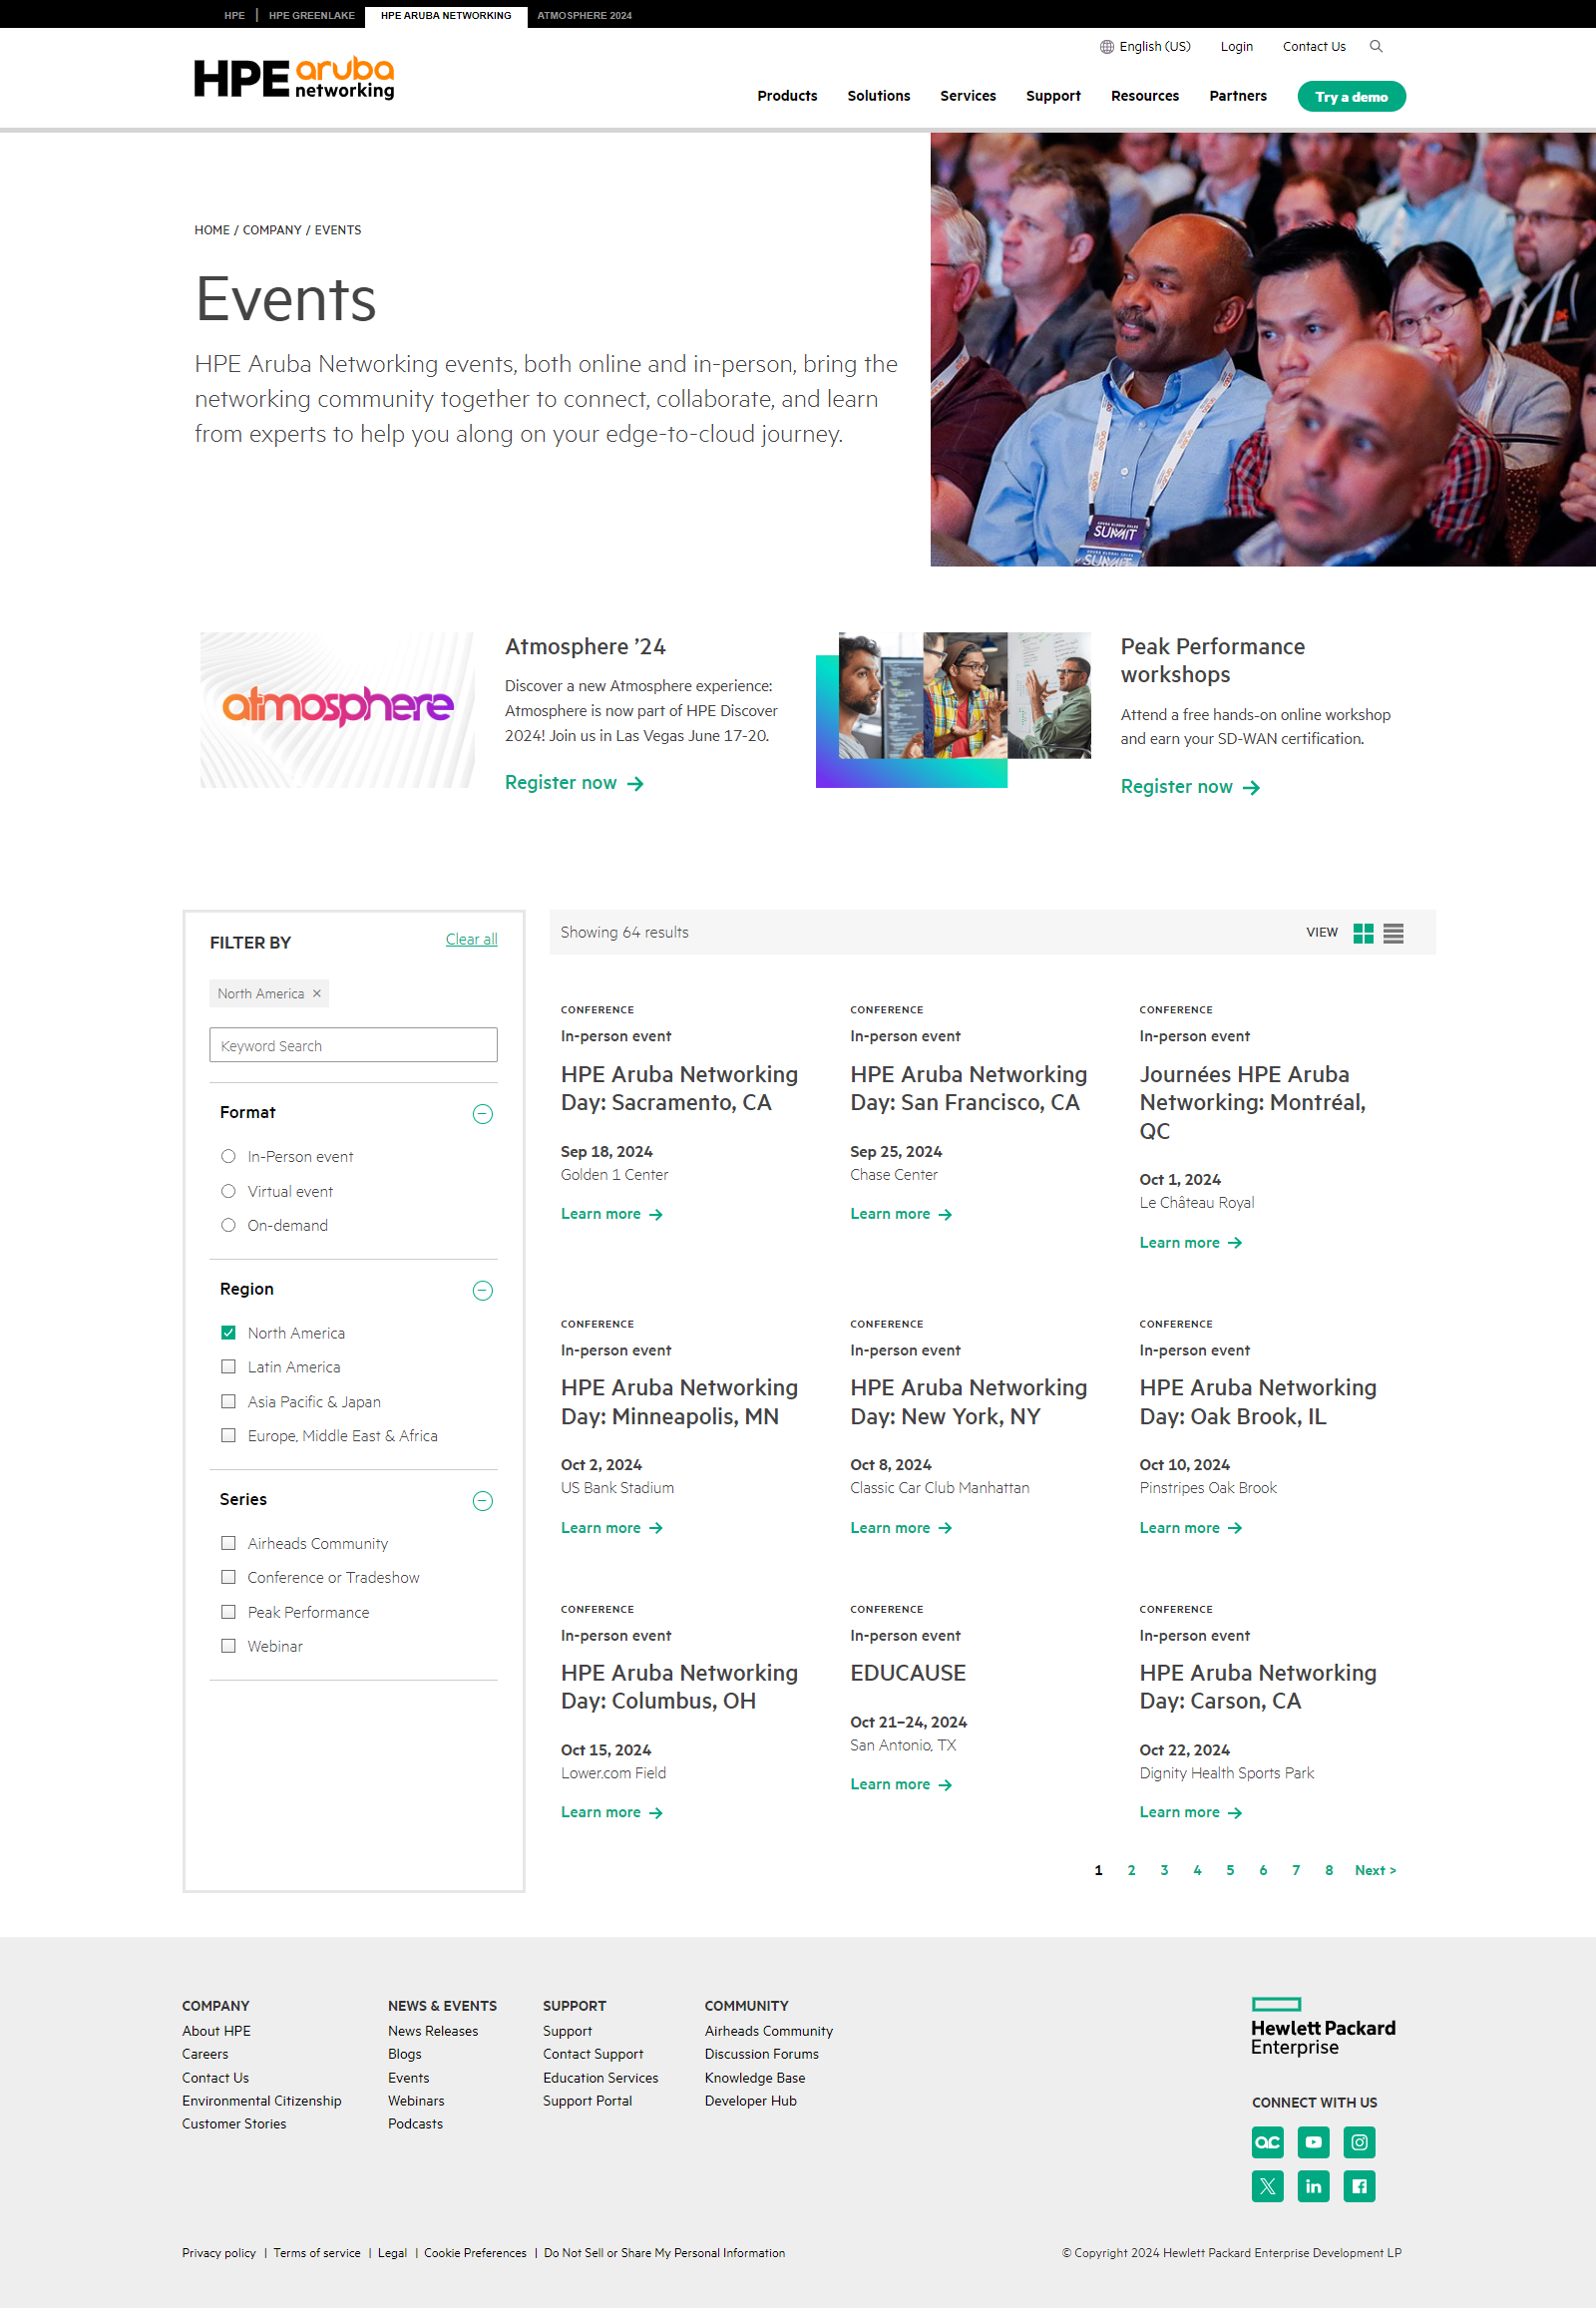 HPE | HPE GREENLAKE HPE ARUBA NETWORKING ATMOSPHERE 2024
English (US) Login Contact Us
HPE aruba networking
Products Solutions Services Support Resources Partners Try a demo
HOME / COMPANY / EVENTS
Events
HPE Aruba Networking events, both online and in-person, bring the
networking community together to connect, collaborate, and learn
from experts to help you along on your edge-to-cloud journey.
SUMMIT
SUMMIT
atmosphere
Atmosphere ’24
Discover a new Atmosphere experience:
Atmosphere is now part of HPE Discover
2024! Join us in Las Vegas June 17-20.
Register now
Peak Performance
workshops
Attend a free hands-on online workshop
and earn your SD-WAN certification.
Register now
FILTER BY Clear all
North America ×
Keyword Search
Format
In-Person event
Virtual event
On-demand
Region
North America
Latin America
Asia Pacific & Japan
Europe, Middle East & Africa
Series
Airheads Community
Conference or Tradeshow
Peak Performance
Webinar
Showing 64 results VIEW
CONFERENCE
In-person event
HPE Aruba Networking
Day: Sacramento, CA
Sep 18, 2024
Golden 1 Center
Learn more
CONFERENCE
In-person event
HPE Aruba Networking
Day: San Francisco, CA
Sep 25, 2024
Chase Center
Learn more
CONFERENCE
In-person event
Journées HPE Aruba
Networking: Montréal,
QC
Oct 1, 2024
Le Château Royal
Learn more
CONFERENCE
In-person event
HPE Aruba Networking
Day: Minneapolis, MN
Oct 2, 2024
US Bank Stadium
Learn more
CONFERENCE
In-person event
HPE Aruba Networking
Day: New York, NY
Oct 8, 2024
Classic Car Club Manhattan
Learn more
CONFERENCE
In-person event
HPE Aruba Networking
Day: Oak Brook, IL
Oct 10, 2024
Pinstripes Oak Brook
Learn more
CONFERENCE
In-person event
HPE Aruba Networking
Day: Columbus, OH
Oct 15, 2024
Lower.com Field
Learn more
CONFERENCE
In-person event
EDUCAUSE
Oct 21–24, 2024
San Antonio, TX
Learn more
CONFERENCE
In-person event
HPE Aruba Networking
Day: Carson, CA
Oct 22, 2024
Dignity Health Sports Park
Learn more
1 2 3 4 5 6 7 8 Next >
COMPANY
About HPE
Careers
Contact Us
Environmental Citizenship
Customer Stories
NEWS & EVENTS
News Releases
Blogs
Events
Webinars
Podcasts
SUPPORT
Support
Contact Support
Education Services
Support Portal
COMMUNITY
Airheads Community
Discussion Forums
Knowledge Base
Developer Hub
Hewlett Packard
Enterprise
CONNECT WITH US
Privacy policy | Terms of service | Legal | Cookie Preferences | Do Not Sell or Share My Personal Information
© Copyright 2024 Hewlett Packard Enterprise Development LP